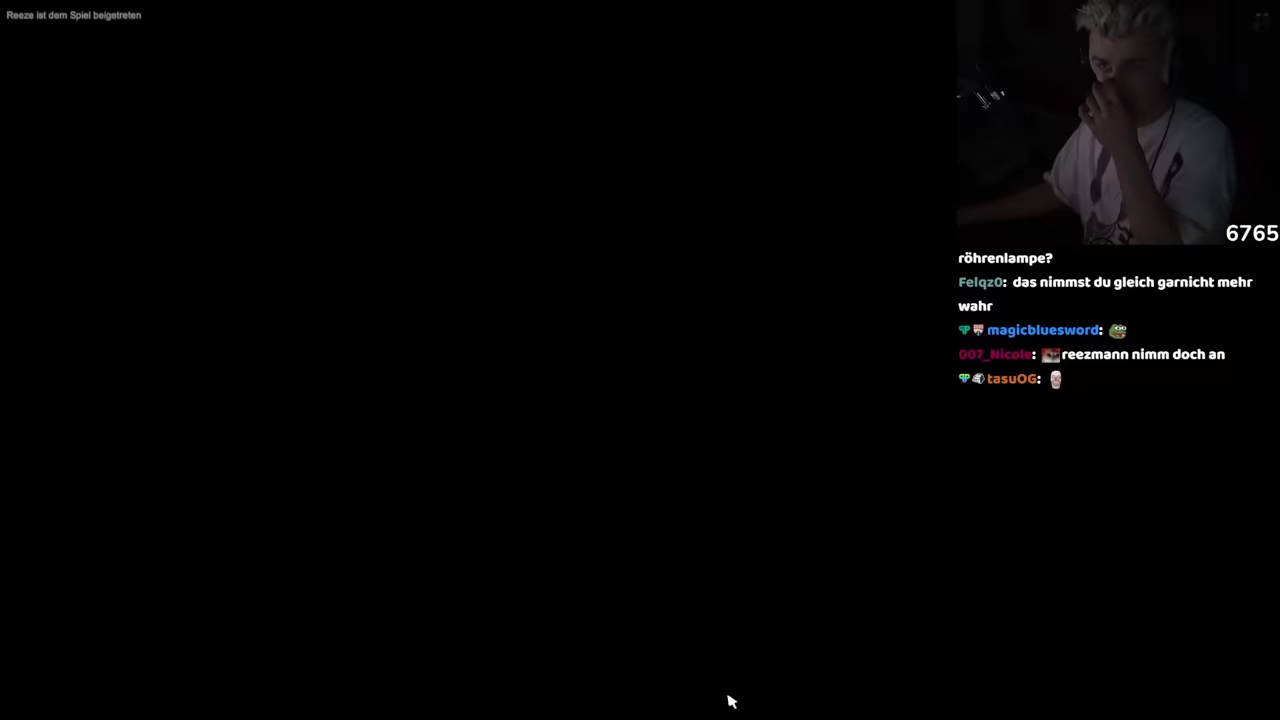 Reeze ist dem Spiel beigetreten
6765
röhrenlampe?
Felqz0: das nimmst du gleich garnicht mehr
wahr
magicbluesword:
007_Nicole: reezmann nimm doch an
tasuOG: